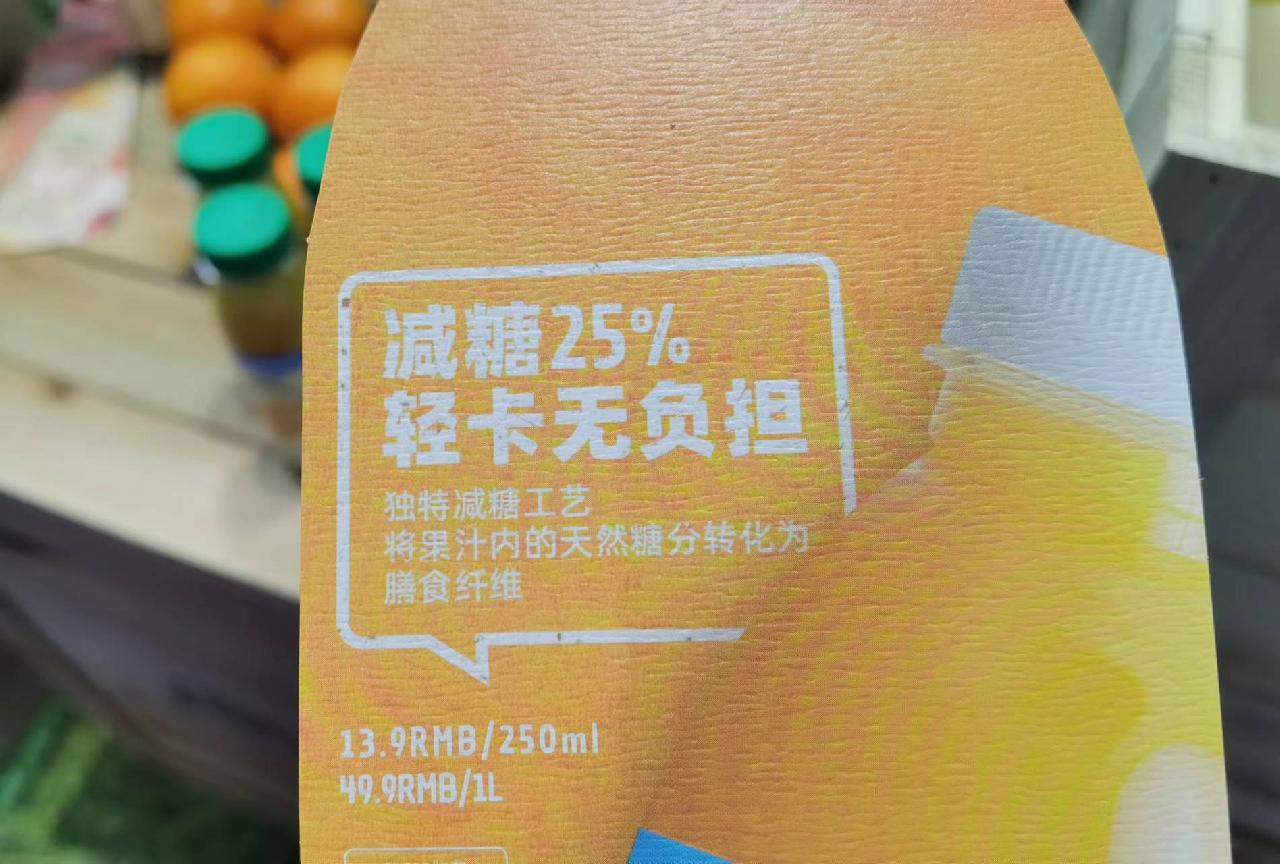 减糖25%
轻卡无负担
独特减糖工艺
将果汁内的天然糖分转化为
膳食纤维
13.9RMB/250ml
49.9RMB/1L